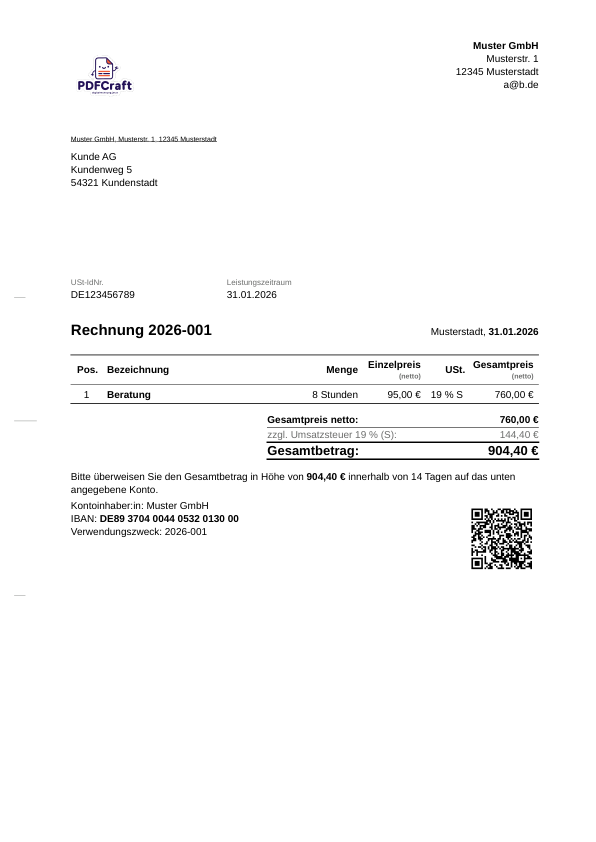 PDFCraft
Muster GmbH
Musterstr. 1
12345 Musterstadt
a@b.de
Muster GmbH, Musterstr. 1, 12345 Musterstadt
Kunde AG
Kundenweg 5
54321 Kundenstadt
USt-IdNr. Leistungszeitraum
DE123456789 31.01.2026
Rechnung 2026-001 Musterstadt, 31.01.2026
Pos. Bezeichnung Menge Einzelpreis (netto) USt. Gesamtpreis (netto)
1 Beratung 8 Stunden 95,00 € 19 % S 760,00 €
Gesamtpreis netto: 760,00 €
zzgl. Umsatzsteuer 19 % (S): 144,40 €
Gesamtbetrag: 904,40 €
Bitte überweisen Sie den Gesamtbetrag in Höhe von 904,40 € innerhalb von 14 Tagen auf das unten
angegebene Konto.
Kontoinhaber:in: Muster GmbH
IBAN: DE89 3704 0044 0532 0130 00
Verwendungszweck: 2026-001